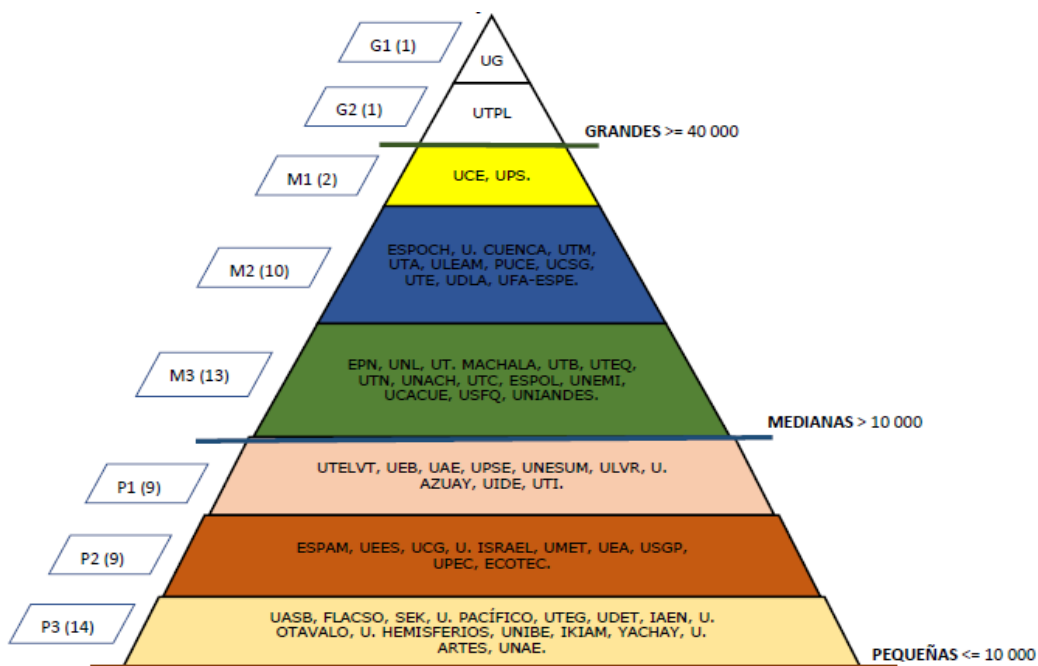 G1 (1)
UG
G2 (1)
UTPL
GRANDES >= 40 000
M1 (2)
UCE, UPS.
M2 (10)
ESPOCH, U. CUENCA, UTM,
UTA, ULEAM, PUCE, UCSG,
UTE, UDLA, UFA-ESPE.
M3 (13)
EPN, UNL, UT. MACHALA, UTB, UTEQ,
UTN, UNACH, UTC, ESPOL, UNEMI,
UCACUE, USFQ, UNIANDES.
MEDIANAS > 10 000
P1 (9)
UTELVT, UEB, UAE, UPSE, UNESUM, ULVR, U.
AZUAY, UIDE, UTI.
P2 (9)
ESPAM, UEES, UCG, U. ISRAEL, UMET, UEA, USGP,
UPEC, ECOTEC.
P3 (14)
UASB, FLACSO, SEK, U. PACÍFICO, UTEG, UDET, IAEN, U.
OTAVALO, U. HEMISFERIOS, UNIBE, IKIAM, YACHAY, U.
ARTES, UNAE.
PEQUEÑAS <= 10 000